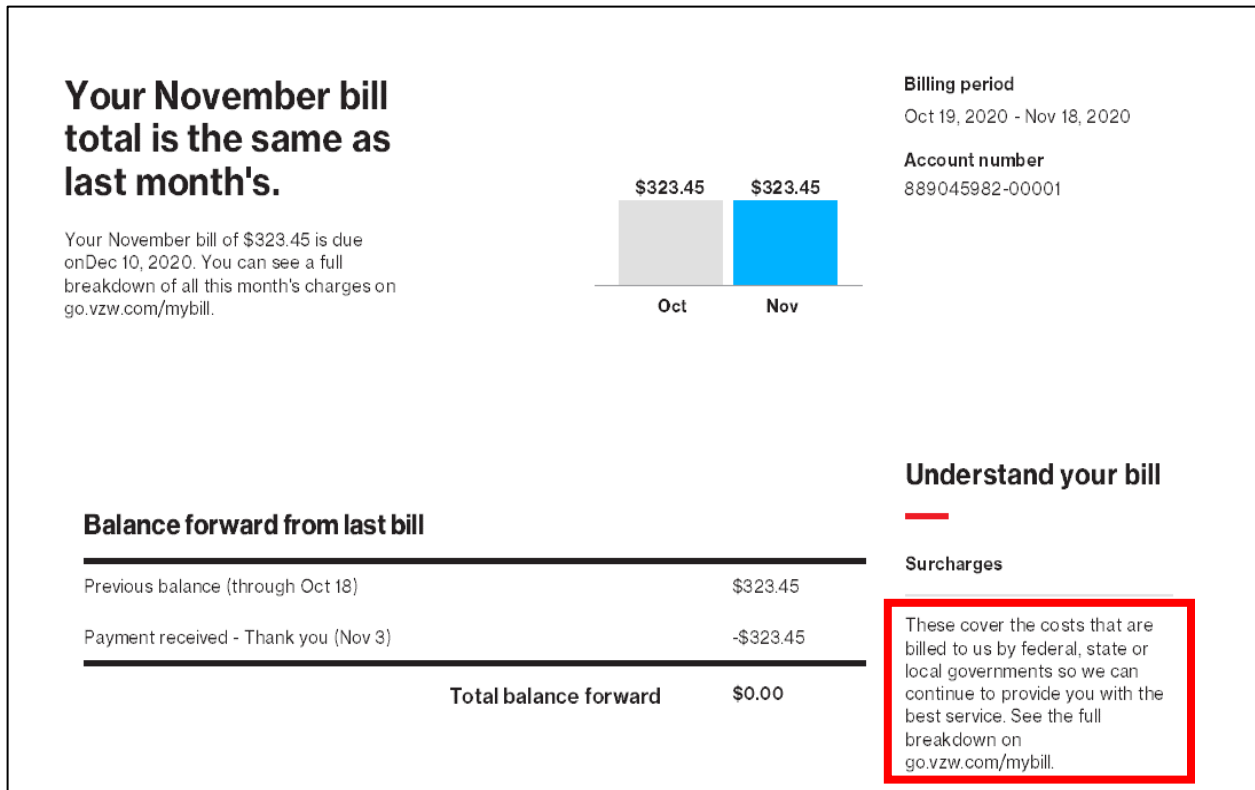 Your November bill
total is the same as
last month's.
Your November bill of $323.45 is due
onDec 10, 2020. You can see a full
breakdown of all this month's charges on
go.vzw.com/mybill.
$323.45 $323.45
Oct Nov
Billing period
Oct 19, 2020 - Nov 18, 2020
Account number
889045982-00001
Balance forward from last bill
Previous balance (through Oct 18) $323.45
Payment received - Thank you (Nov 3) -$323.45
Total balance forward $0.00
Understand your bill
Surcharges
These cover the costs that are
billed to us by federal, state or
local governments so we can
continue to provide you with the
best service. See the full
breakdown on
go.vzw.com/mybill.